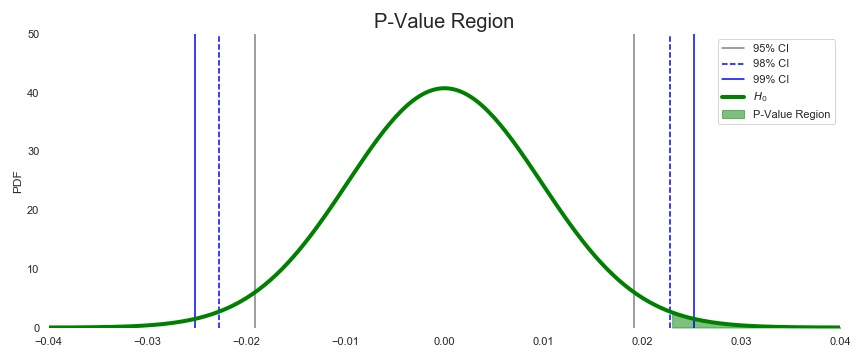 P-Value Region
50
40
30
20
10
0
PDF
−0.04
−0.03
−0.02
−0.01
0.00
0.01
0.02
0.03
0.04
95% CI
98% CI
99% CI
H₀
P-Value Region